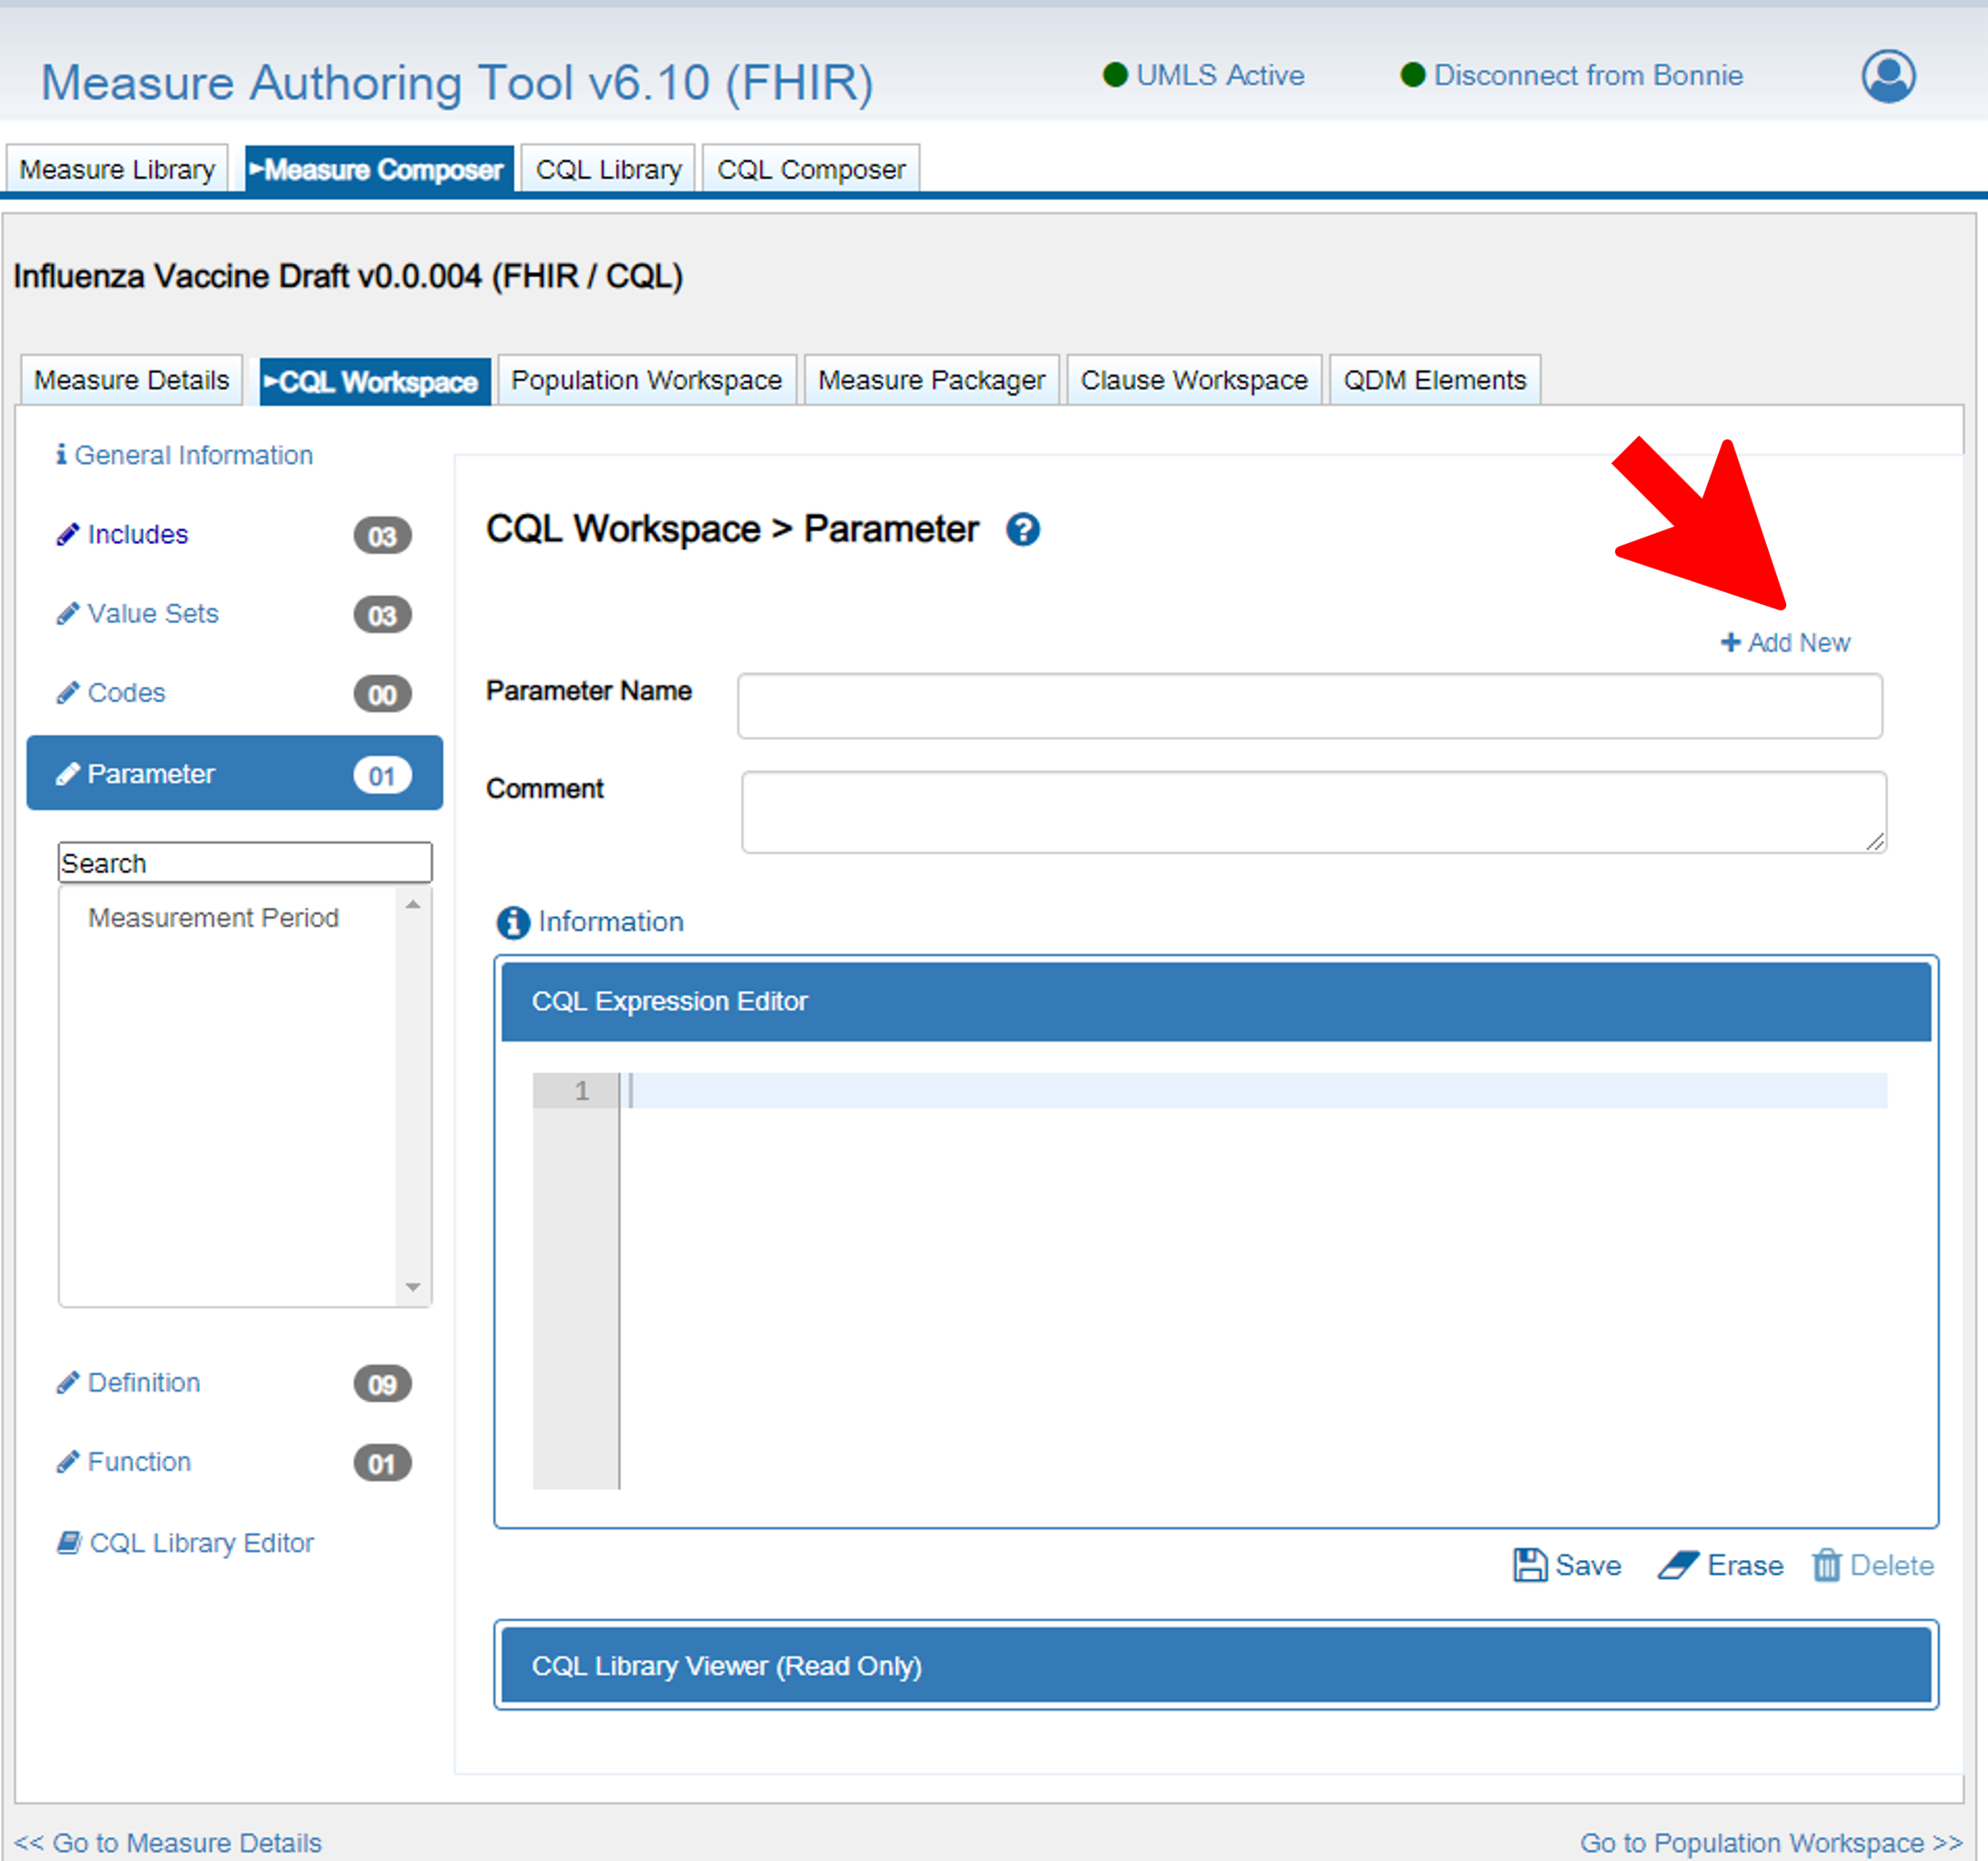 Measure Authoring Tool v6.10 (FHIR)
UMLS Active
Disconnect from Bonnie
Measure Library
Measure Composer
CQL Library
CQL Composer
Influenza Vaccine Draft v0.0.004 (FHIR / CQL)
Measure Details
CQL Workspace
Population Workspace
Measure Packager
Clause Workspace
QDM Elements
General Information
Includes 03
Value Sets 03
Codes 00
Parameter 01
Search
Measurement Period
Definition 09
Function 01
CQL Library Editor
CQL Workspace > Parameter
+ Add New
Parameter Name
Comment
Information
CQL Expression Editor
1
Save
Erase
Delete
CQL Library Viewer (Read Only)
<< Go to Measure Details
Go to Population Workspace >>